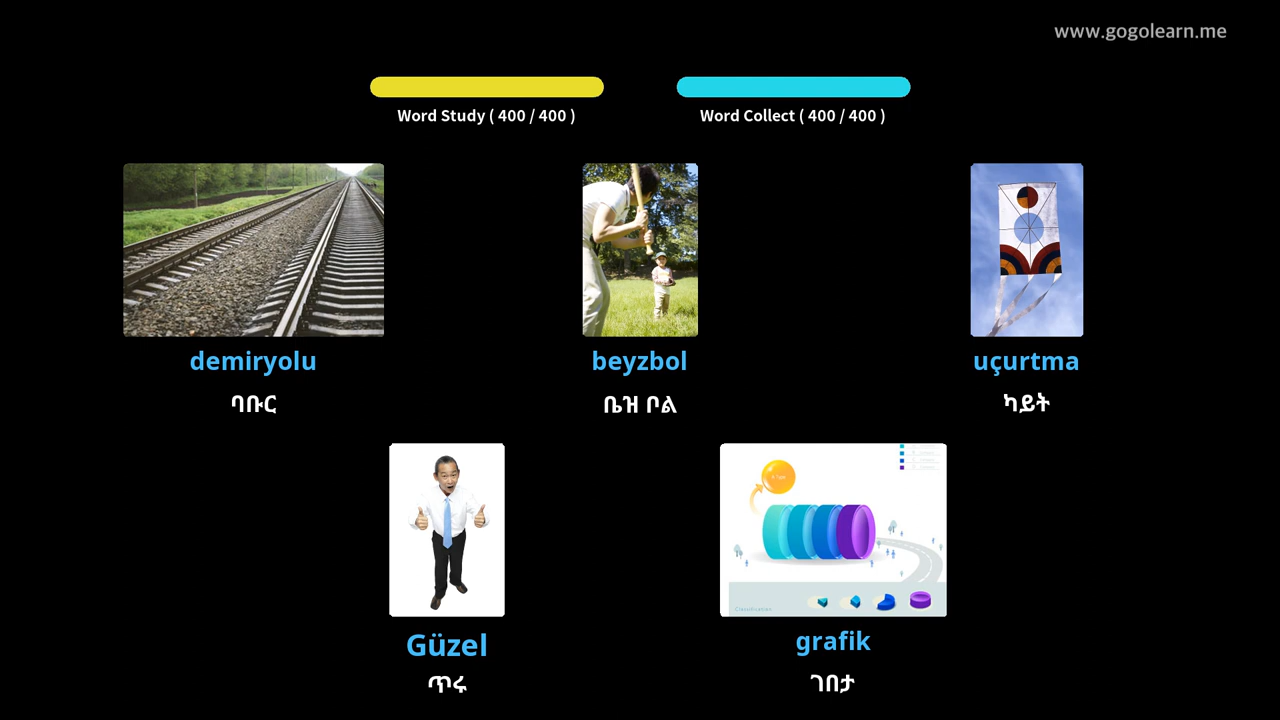 www.gogolearn.me
Word Study ( 400 / 400 )
Word Collect ( 400 / 400 )
demiryolu
beyzbol
uçurtma
ባቡር
ቤዝ ቦል
ካይት
Güzel
grafik
ጥሩ
ገበታ
Classification